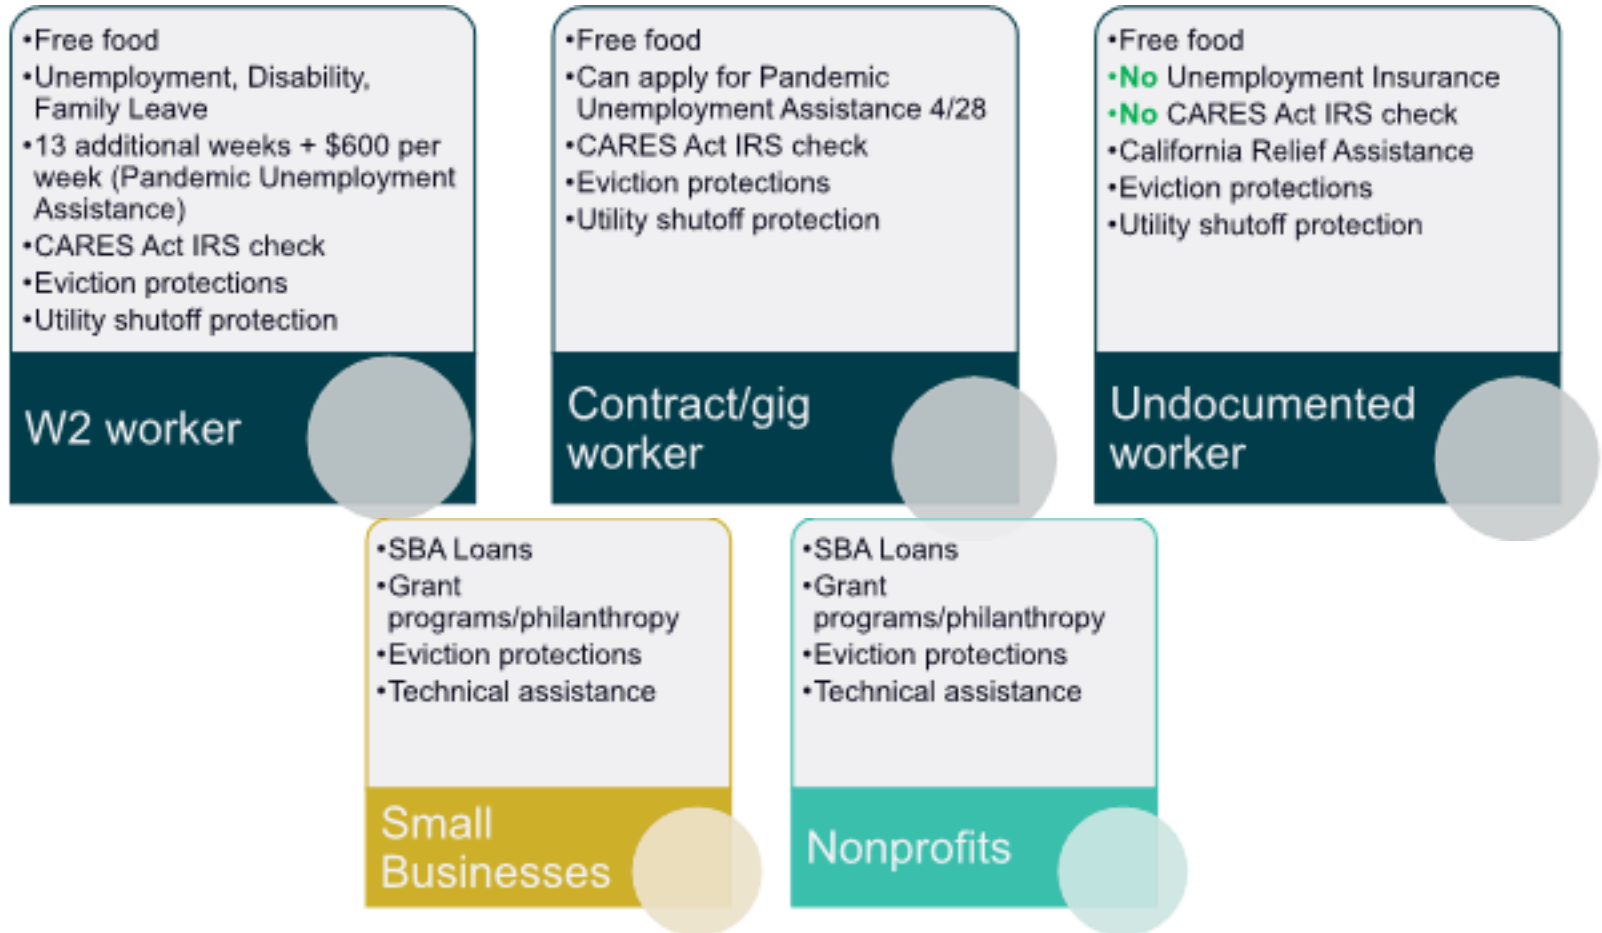 •Free food
•Unemployment, Disability,
Family Leave
•13 additional weeks + $600 per
week (Pandemic Unemployment
Assistance)
•CARES Act IRS check
•Eviction protections
•Utility shutoff protection
W2 worker
•Free food
•Can apply for Pandemic
Unemployment Assistance 4/28
•CARES Act IRS check
•Eviction protections
•Utility shutoff protection
Contract/gig
worker
•Free food
•No Unemployment Insurance
•No CARES Act IRS check
•California Relief Assistance
•Eviction protections
•Utility shutoff protection
Undocumented
worker
•SBA Loans
•Grant
programs/philanthropy
•Eviction protections
•Technical assistance
Small
Businesses
•SBA Loans
•Grant
programs/philanthropy
•Eviction protections
•Technical assistance
Nonprofits